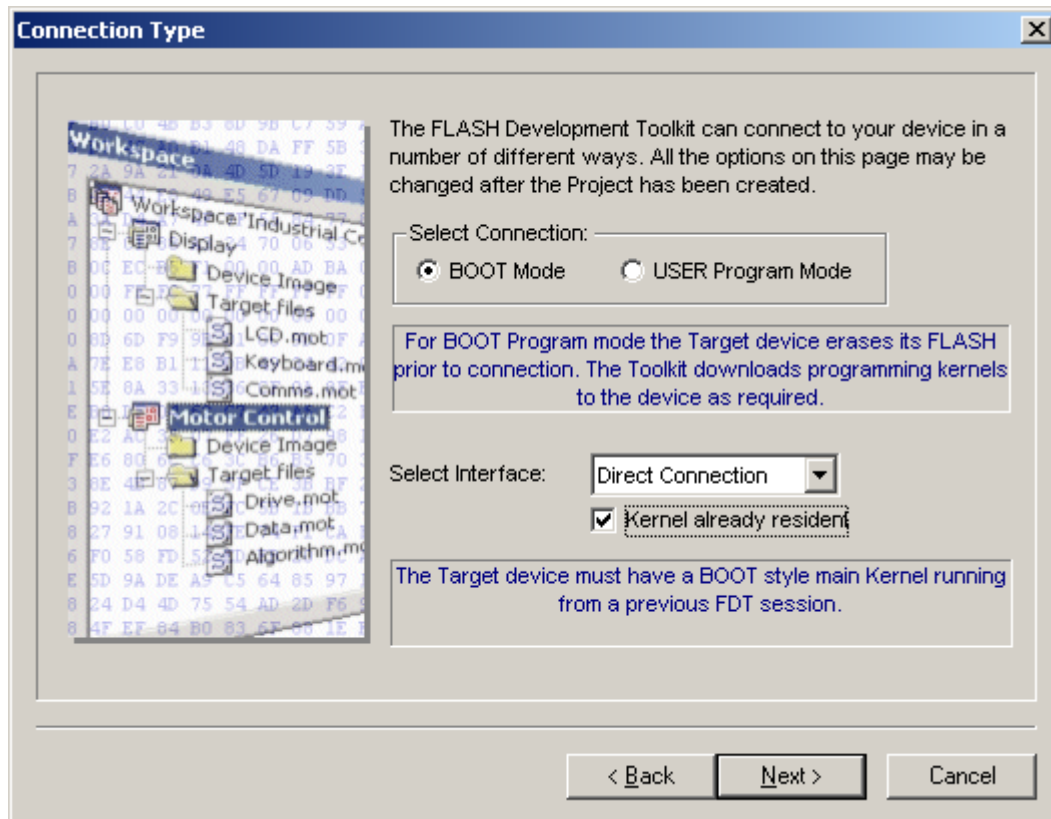 Connection Type
Workspace
Workspace 'Industrial Co
Display
Device Image
Target files
LCD.mot
Keyboard.m
Comms.mot
Motor Control
Device Image
Target files
Drive.mot
Data.mot
Algorithm.mo
The FLASH Development Toolkit can connect to your device in a
number of different ways. All the options on this page may be
changed after the Project has been created.
Select Connection:
BOOT Mode
USER Program Mode
For BOOT Program mode the Target device erases its FLASH
prior to connection. The Toolkit downloads programming kernels
to the device as required.
Select Interface:
Direct Connection
Kernel already resident
The Target device must have a BOOT style main Kernel running
from a previous FDT session.
< Back
Next >
Cancel